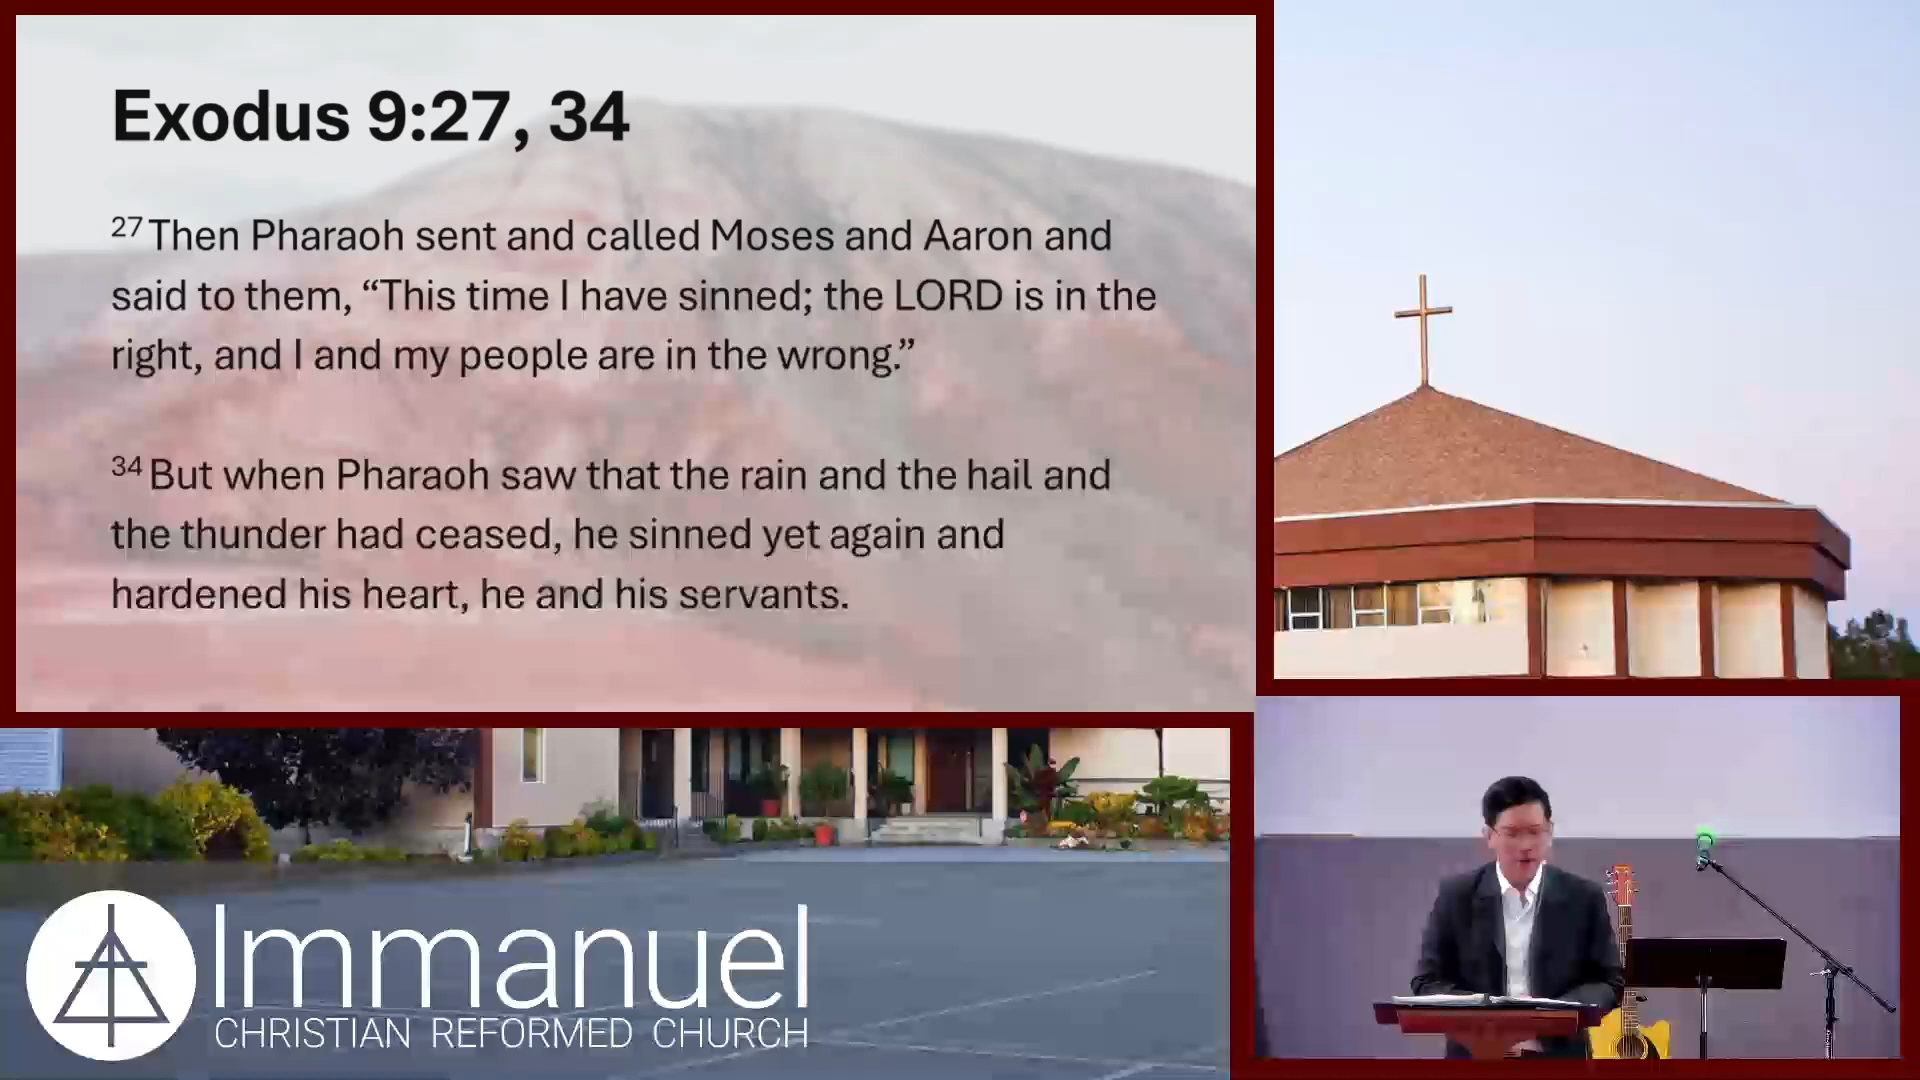 Exodus 9:27, 34
27 Then Pharaoh sent and called Moses and Aaron and
said to them, “This time I have sinned; the LORD is in the
right, and I and my people are in the wrong.”
34 But when Pharaoh saw that the rain and the hail and
the thunder had ceased, he sinned yet again and
hardened his heart, he and his servants.
Immanuel
CHRISTIAN REFORMED CHURCH